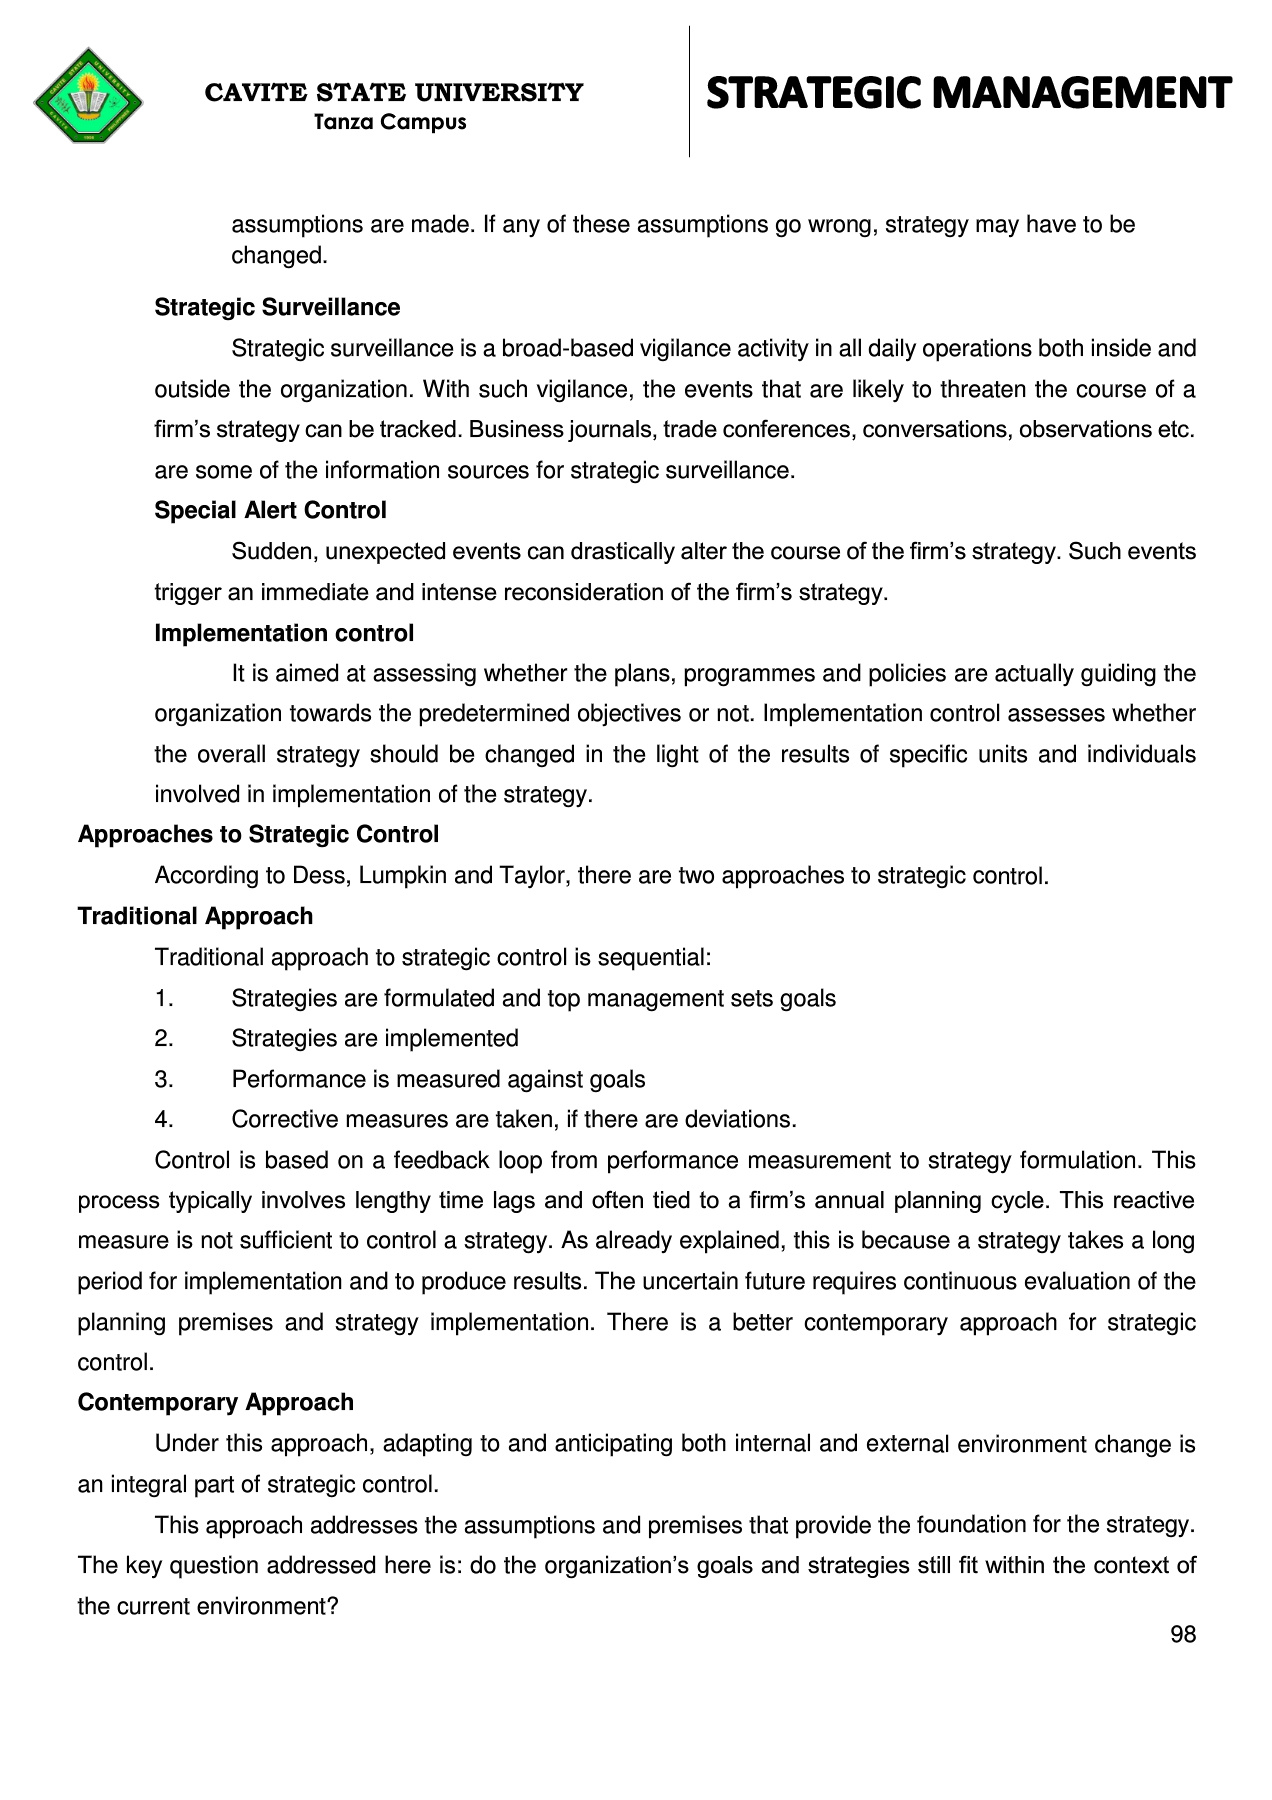 CAVITE STATE UNIVERSITY
Tanza Campus
STRATEGIC MANAGEMENT
assumptions are made. If any of these assumptions go wrong, strategy may have to be
changed.
Strategic Surveillance
Strategic surveillance is a broad-based vigilance activity in all daily operations both inside and
outside the organization. With such vigilance, the events that are likely to threaten the course of a
firm’s strategy can be tracked. Business journals, trade conferences, conversations, observations etc.
are some of the information sources for strategic surveillance.
Special Alert Control
Sudden, unexpected events can drastically alter the course of the firm’s strategy. Such events
trigger an immediate and intense reconsideration of the firm’s strategy.
Implementation control
It is aimed at assessing whether the plans, programmes and policies are actually guiding the
organization towards the predetermined objectives or not. Implementation control assesses whether
the overall strategy should be changed in the light of the results of specific units and individuals
involved in implementation of the strategy.
Approaches to Strategic Control
According to Dess, Lumpkin and Taylor, there are two approaches to strategic control.
Traditional Approach
Traditional approach to strategic control is sequential:
1. Strategies are formulated and top management sets goals
2. Strategies are implemented
3. Performance is measured against goals
4. Corrective measures are taken, if there are deviations.
Control is based on a feedback loop from performance measurement to strategy formulation. This
process typically involves lengthy time lags and often tied to a firm’s annual planning cycle. This reactive
measure is not sufficient to control a strategy. As already explained, this is because a strategy takes a long
period for implementation and to produce results. The uncertain future requires continuous evaluation of the
planning premises and strategy implementation. There is a better contemporary approach for strategic
control.
Contemporary Approach
Under this approach, adapting to and anticipating both internal and external environment change is
an integral part of strategic control.
This approach addresses the assumptions and premises that provide the foundation for the strategy.
The key question addressed here is: do the organization’s goals and strategies still fit within the context of
the current environment?
98